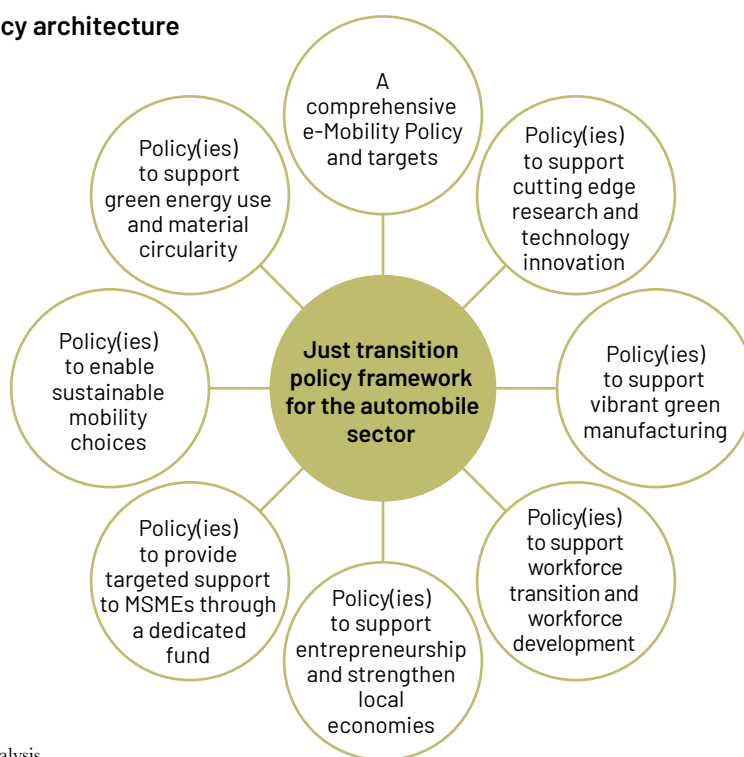 cy architecture
A
comprehensive
e-Mobility Policy
and targets
Policy(ies)
to support
cutting edge
research and
technology
innovation
Policy(ies)
to support
vibrant green
manufacturing
Policy(ies)
to support
workforce
transition and
workforce
development
Policy(ies)
to support
entrepreneurship
and strengthen
local
economies
Policy(ies)
to provide
targeted support
to MSMEs through
a dedicated
fund
Policy(ies)
to enable
sustainable
mobility
choices
Policy(ies)
to support
green energy use
and material
circularity
Just transition
policy framework
for the automobile
sector